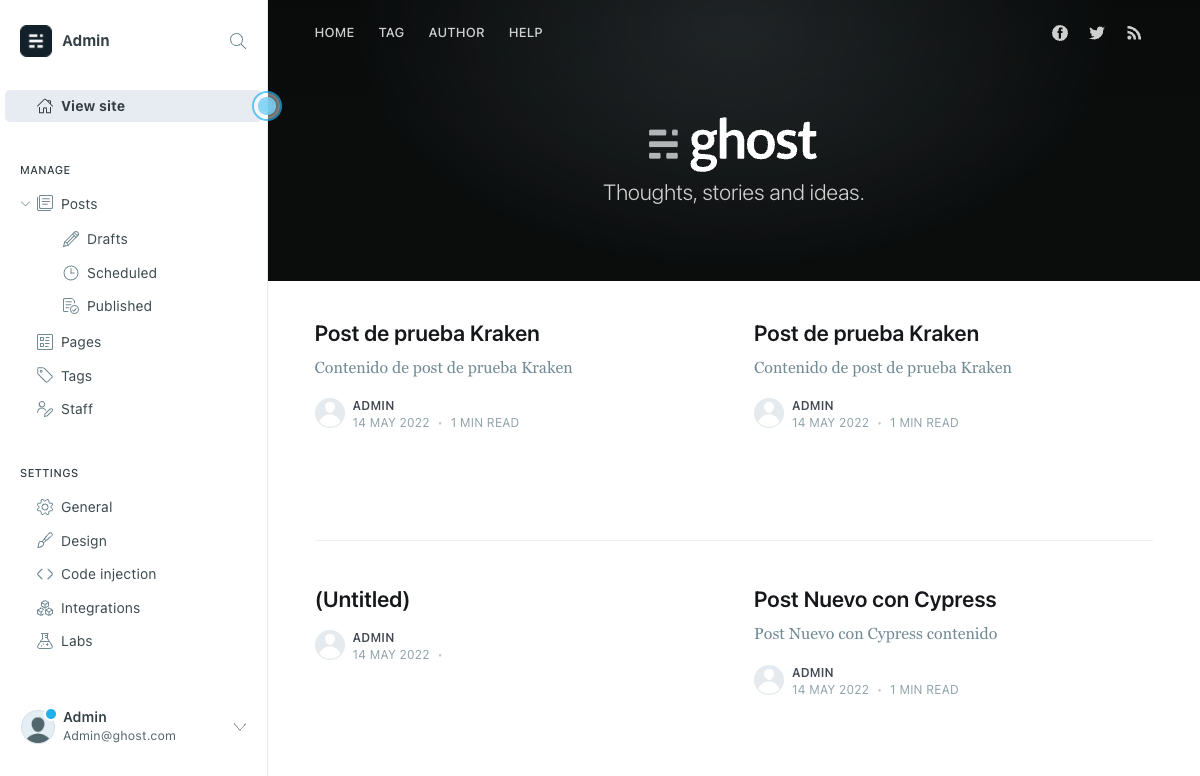 Admin
View site
MANAGE
Posts
Drafts
Scheduled
Published
Pages
Tags
Staff
SETTINGS
General
Design
Code injection
Integrations
Labs
Admin
Admin@ghost.com
HOME TAG AUTHOR HELP
ghost
Thoughts, stories and ideas.
Post de prueba Kraken
Contenido de post de prueba Kraken
ADMIN
14 MAY 2022 • 1 MIN READ
Post de prueba Kraken
Contenido de post de prueba Kraken
ADMIN
14 MAY 2022 • 1 MIN READ
(Untitled)
ADMIN
14 MAY 2022 •
Post Nuevo con Cypress
Post Nuevo con Cypress contenido
ADMIN
14 MAY 2022 • 1 MIN READ